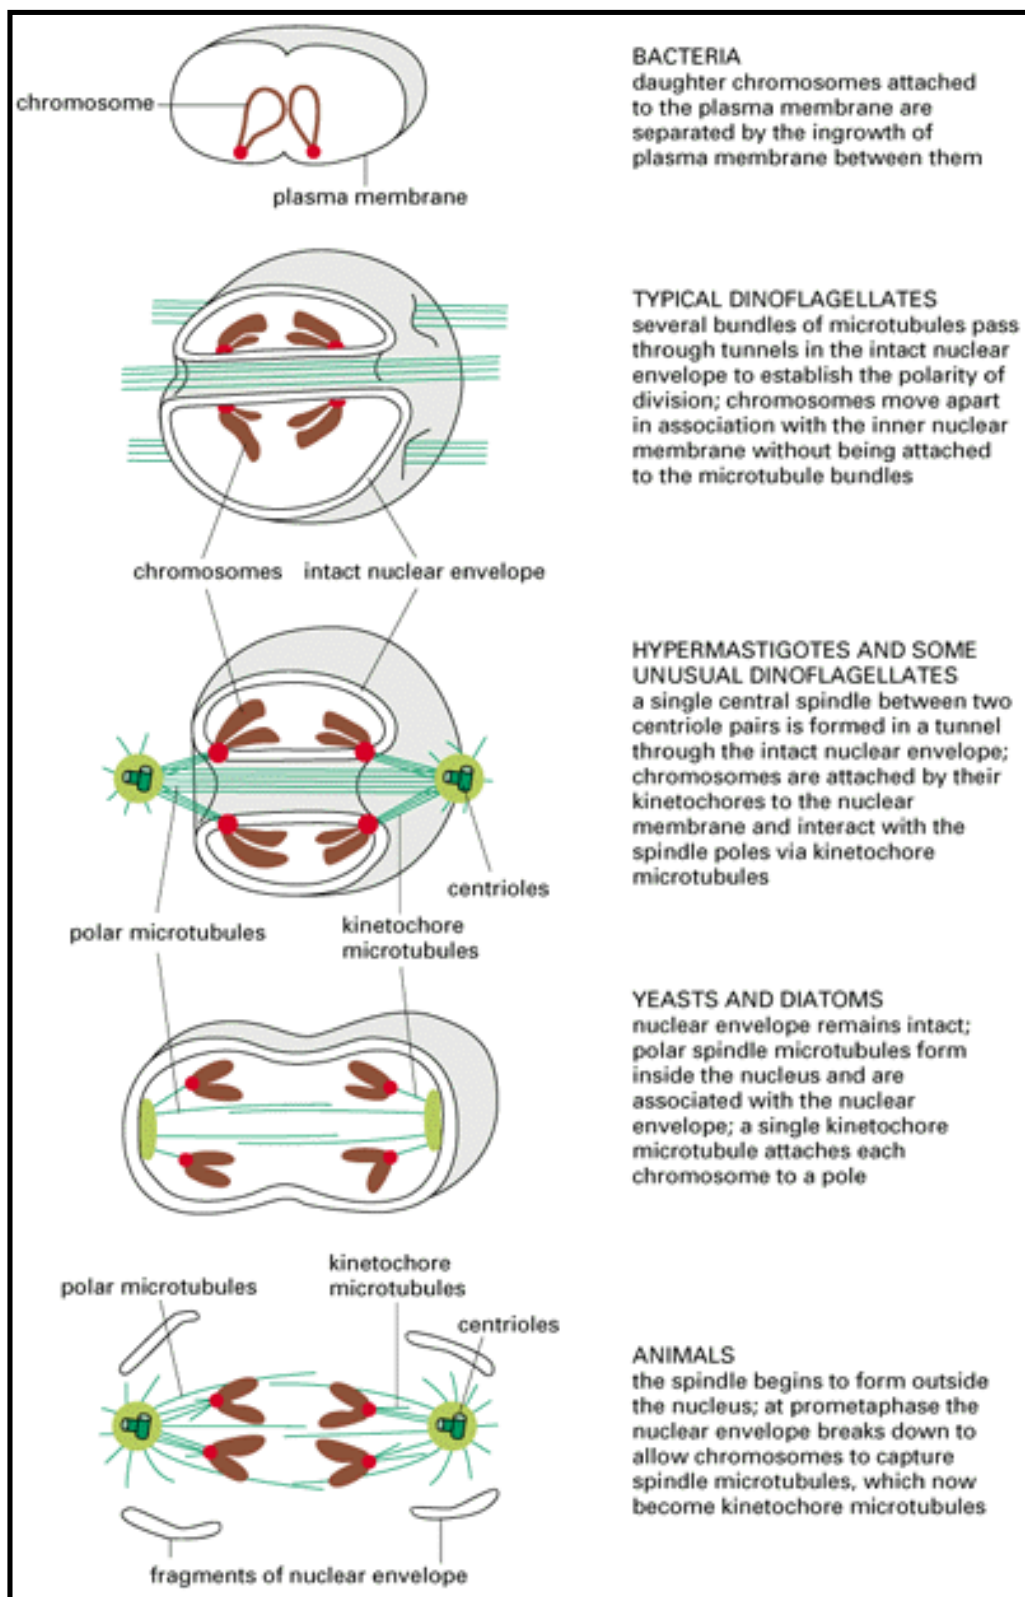 BACTERIA
daughter chromosomes attached
to the plasma membrane are
separated by the ingrowth of
plasma membrane between them
chromosome
plasma membrane
TYPICAL DINOFLAGELLATES
several bundles of microtubules pass
through tunnels in the intact nuclear
envelope to establish the polarity of
division; chromosomes move apart
in association with the inner nuclear
membrane without being attached
to the microtubule bundles
chromosomes
intact nuclear envelope
HYPERMASTIGOTES AND SOME
UNUSUAL DINOFLAGELLATES
a single central spindle between two
centriole pairs is formed in a tunnel
through the intact nuclear envelope;
chromosomes are attached by their
kinetochores to the nuclear
membrane and interact with the
spindle poles via kinetochore
microtubules
centrioles
polar microtubules
kinetochore
microtubules
YEASTS AND DIATOMS
nuclear envelope remains intact;
polar spindle microtubules form
inside the nucleus and are
associated with the nuclear
envelope; a single kinetochore
microtubule attaches each
chromosome to a pole
polar microtubules
kinetochore
microtubules
centrioles
ANIMALS
the spindle begins to form outside
the nucleus; at prometaphase the
nuclear envelope breaks down to
allow chromosomes to capture
spindle microtubules, which now
become kinetochore microtubules
fragments of nuclear envelope